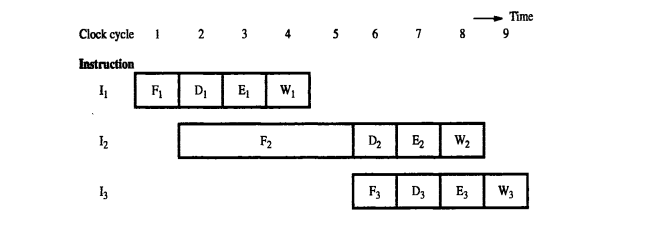 Time
Clock cycle 1 2 3 4 5 6 7 8 9
Instruction
I₁ F₁ D₁ E₁ W₁
I₂ F₂ D₂ E₂ W₂
I₃ F₃ D₃ E₃ W₃